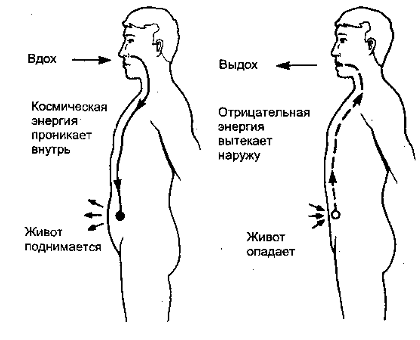 Вдох
Космическая
энергия
проникает
внутрь
Живот
поднимается
Выдох
Отрицательная
энергия
вытекает
наружу
Живот
опадает